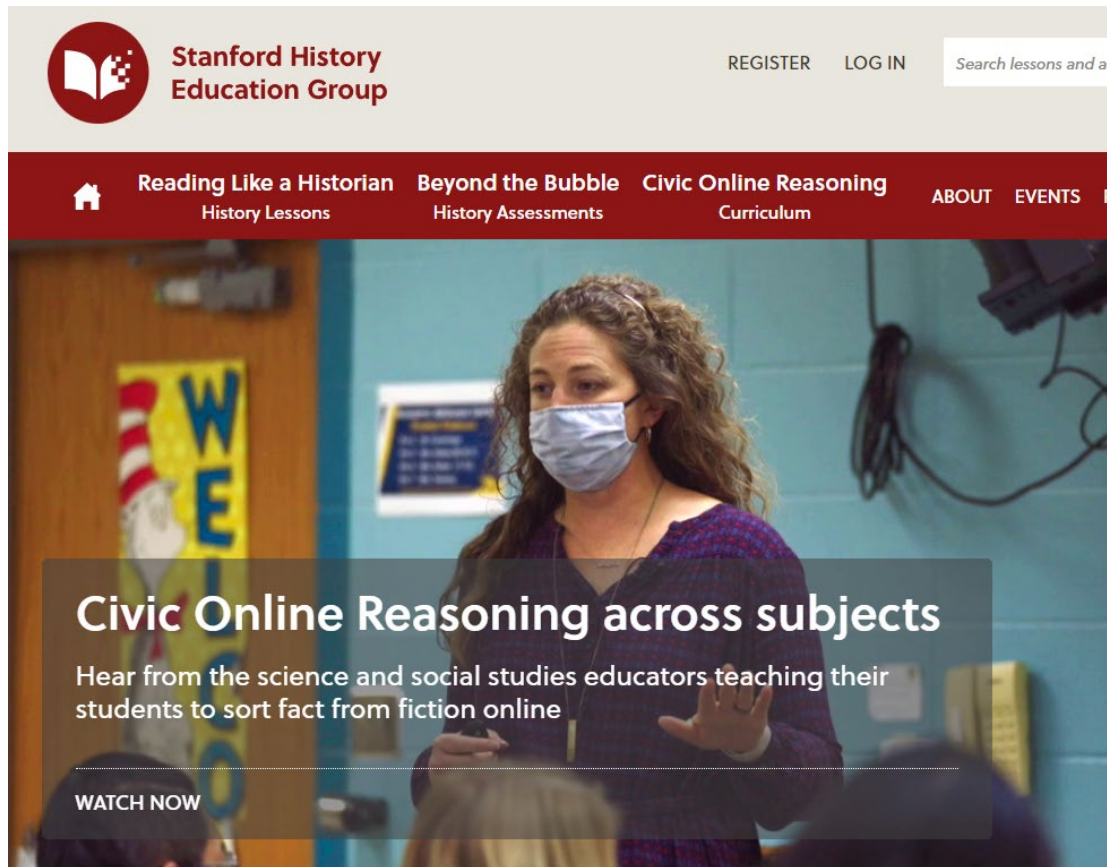 Stanford History
Education Group
REGISTER LOG IN Search lessons and a
Reading Like a Historian Beyond the Bubble Civic Online Reasoning
History Lessons History Assessments Curriculum
ABOUT EVENTS
WELCO
Civic Online Reasoning across subjects
Hear from the science and social studies educators teaching their
students to sort fact from fiction online
WATCH NOW